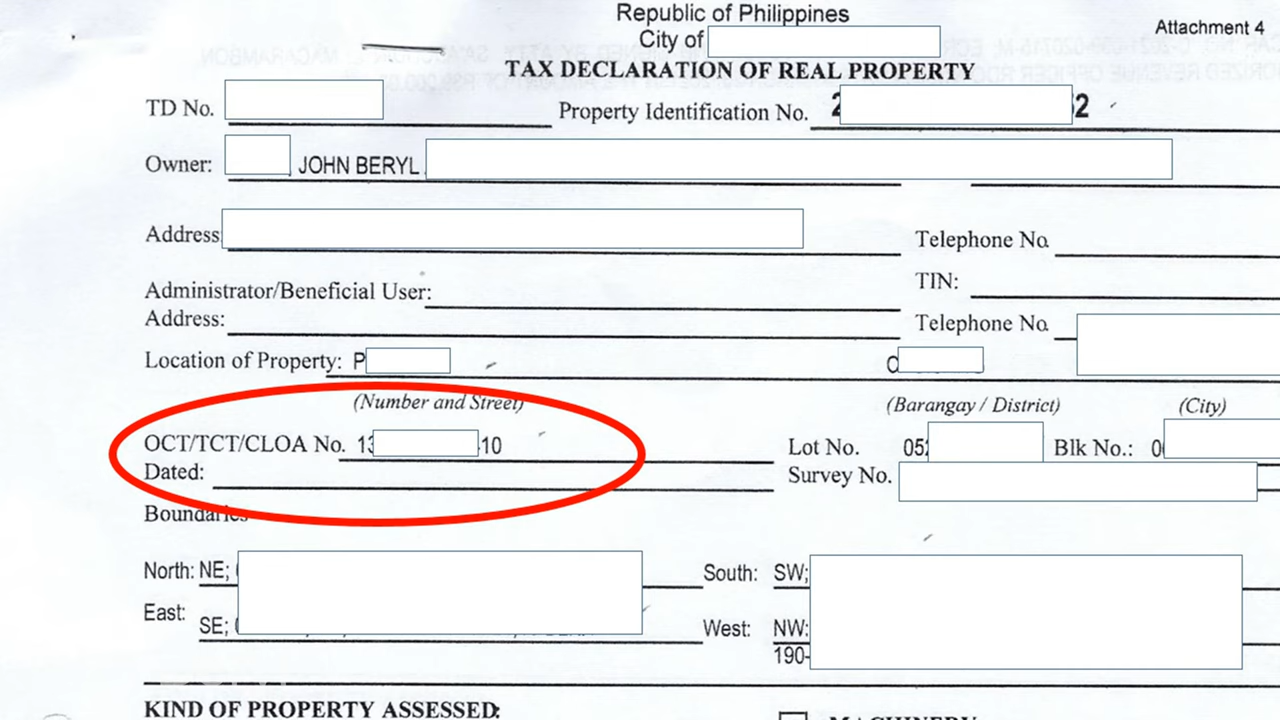 Republic of Philippines
Attachment 4
City of
TAX DECLARATION OF REAL PROPERTY
TD No.
Property Identification No. 2 2
Owner: JOHN BERYL
Address
Telephone No.
TIN:
Administrator/Beneficial User:
Address:
Telephone No.
Location of Property: P
(Number and Street) (Barangay / District) (City)
OCT/TCT/CLOA No. 13 10 Lot No. 052 Blk No.: 0
Dated: Survey No.
Boundaries
North: NE; South: SW;
East: SE; West: NW:
190-
KIND OF PROPERTY ASSESSED:
MACHINERY